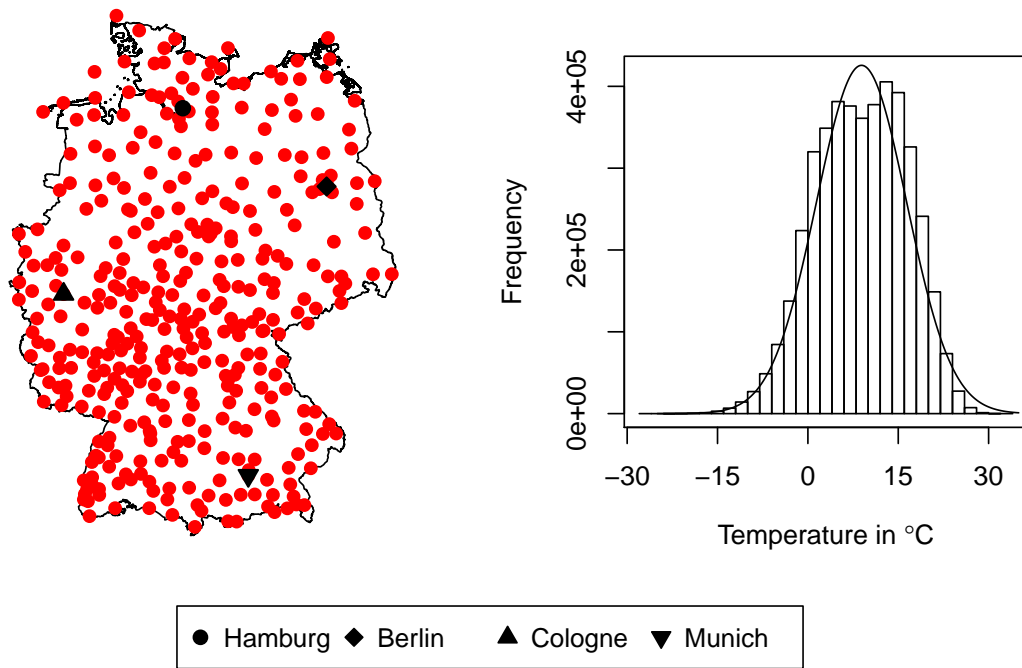 Frequency
4e+05
2e+05
0e+00
−30 −15 0 15 30
Temperature in °C
Hamburg Berlin Cologne Munich